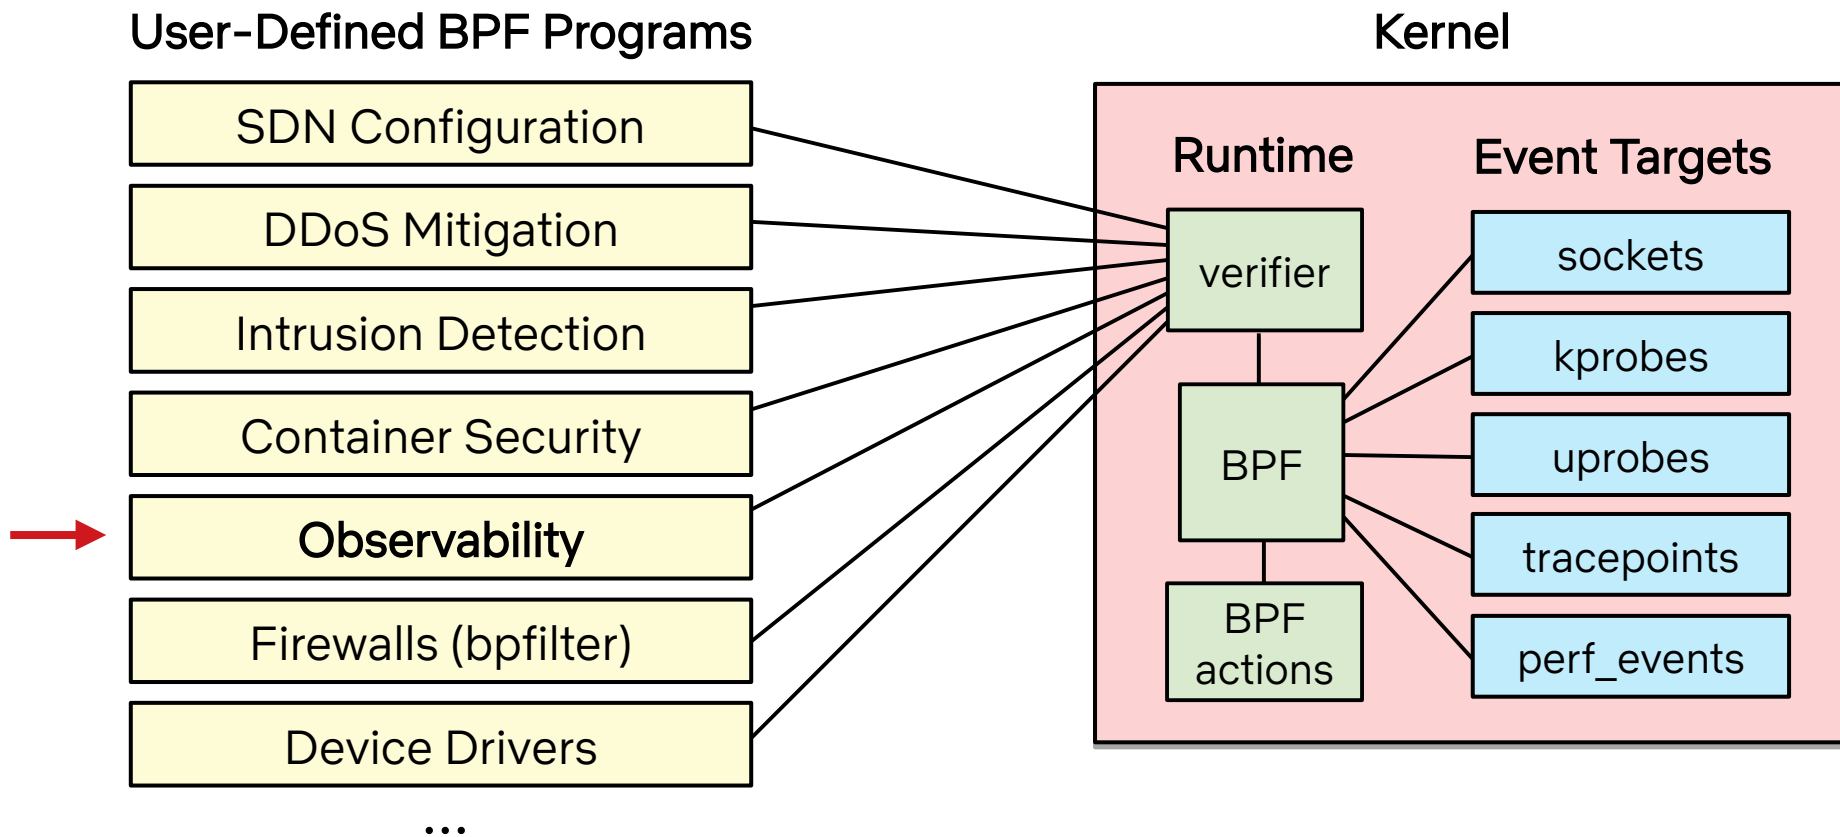 User-Defined BPF Programs
SDN Configuration
DDoS Mitigation
Intrusion Detection
Container Security
Observability
Firewalls (bpfilter)
Device Drivers
...
Kernel
Runtime
verifier
BPF
BPF
actions
Event Targets
sockets
kprobes
uprobes
tracepoints
perf_events